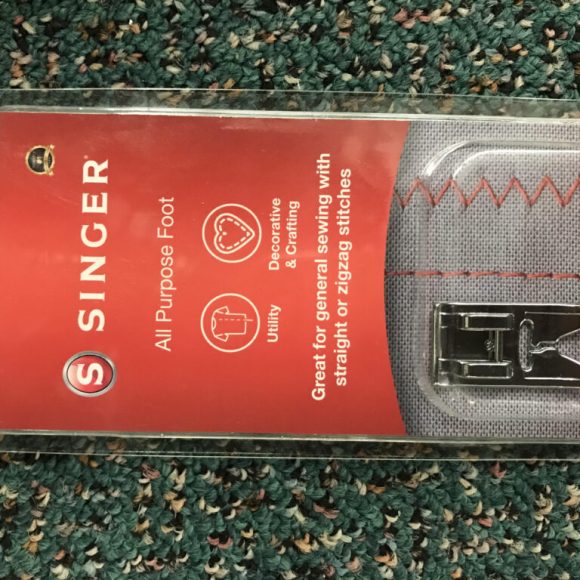 S SINGER®
All Purpose Foot
Utility
Decorative
& Crafting
Great for general sewing with
straight or zigzag stitches